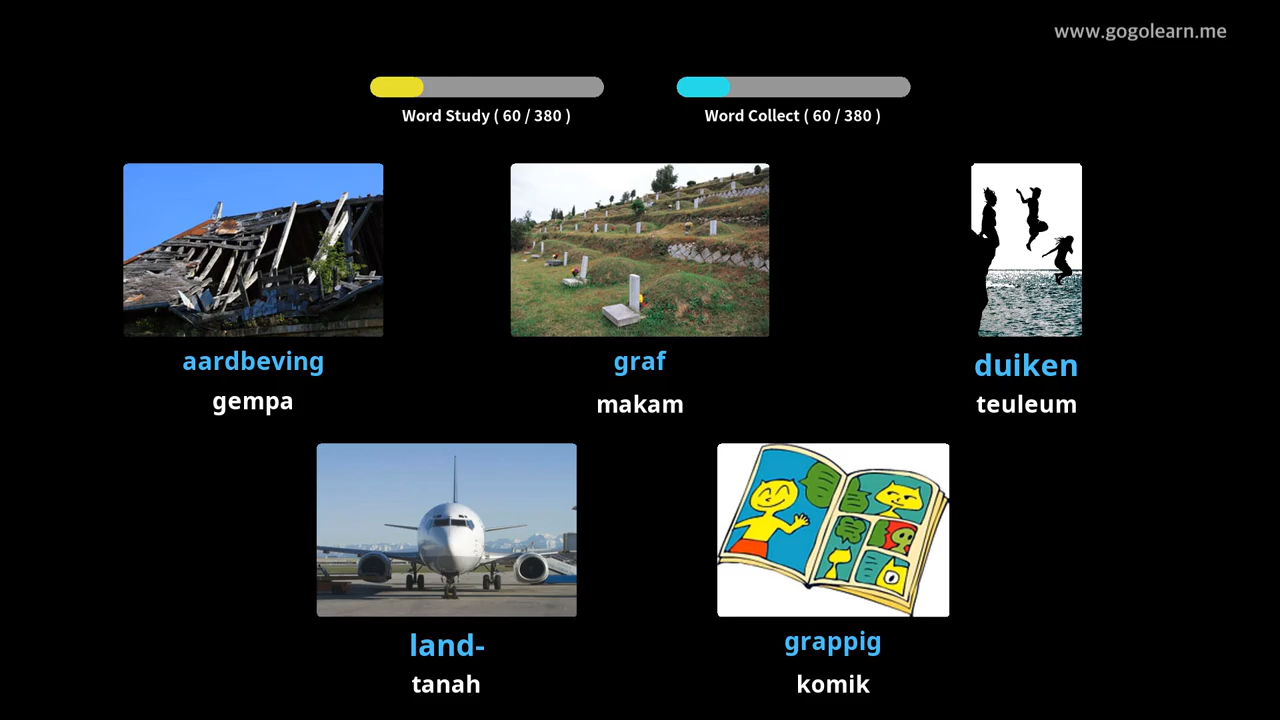 www.gogolearn.me
Word Study ( 60 / 380 )
Word Collect ( 60 / 380 )
aardbeving
gempa
graf
makam
duiken
teuleum
land-
tanah
grappig
komik